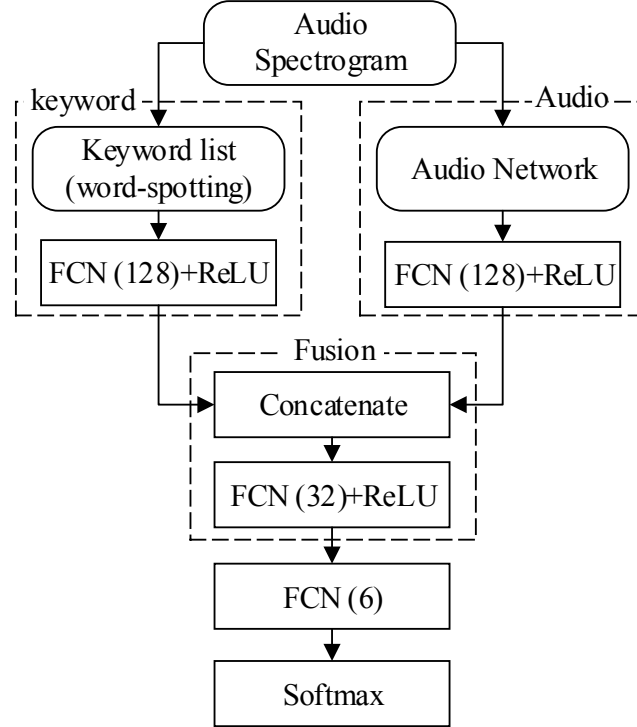 Audio
Spectrogram
keyword
Audio
Keyword list
(word-spotting)
Audio Network
FCN (128)+ReLU
FCN (128)+ReLU
Fusion
Concatenate
FCN (32)+ReLU
FCN (6)
Softmax